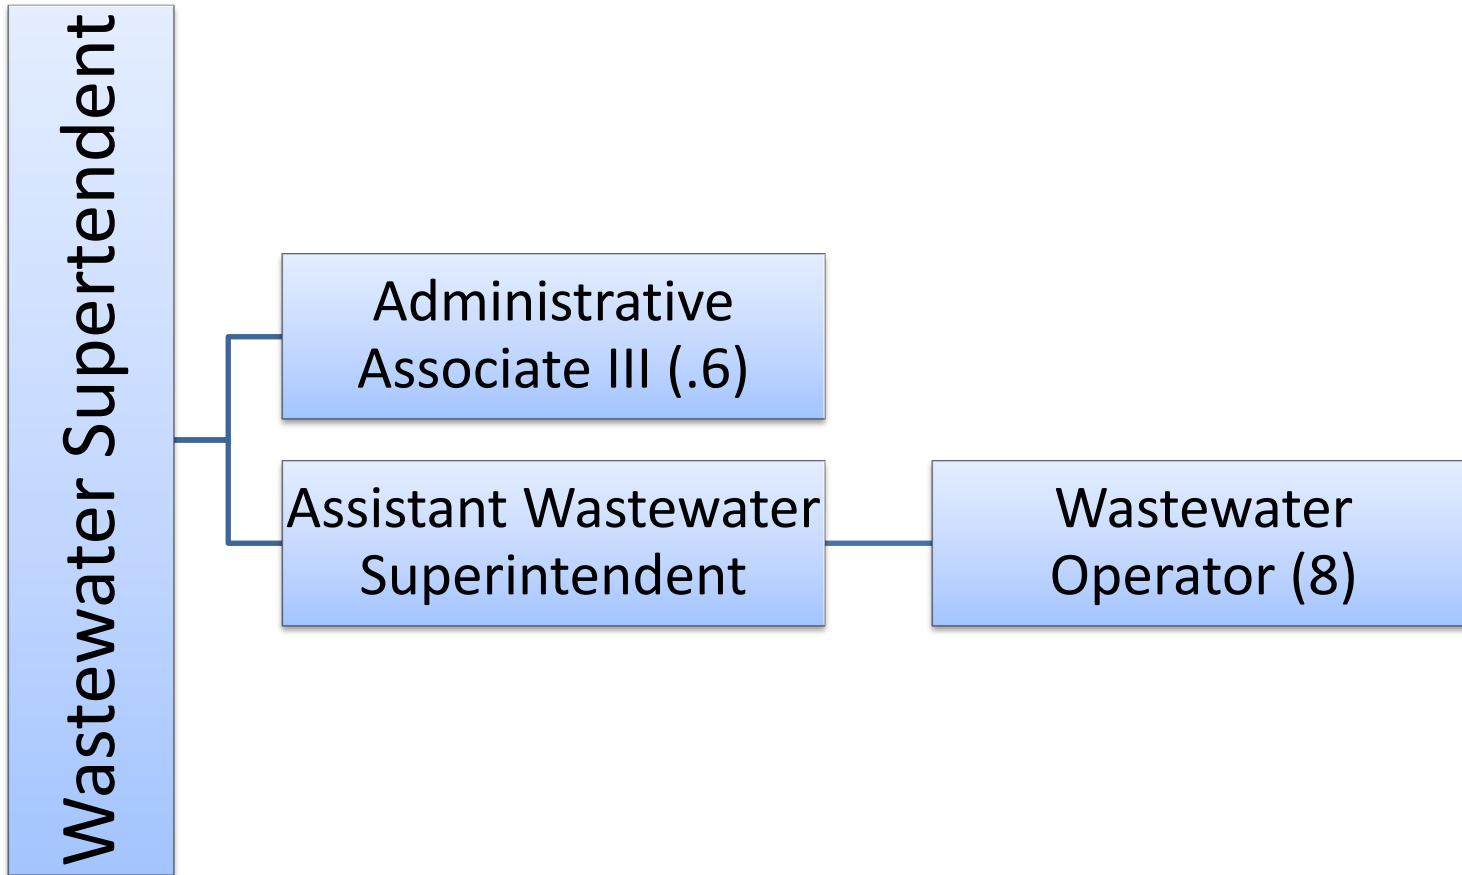 Wastewater Supertendent
Administrative
Associate III (.6)
Assistant Wastewater
Superintendent
Wastewater
Operator (8)